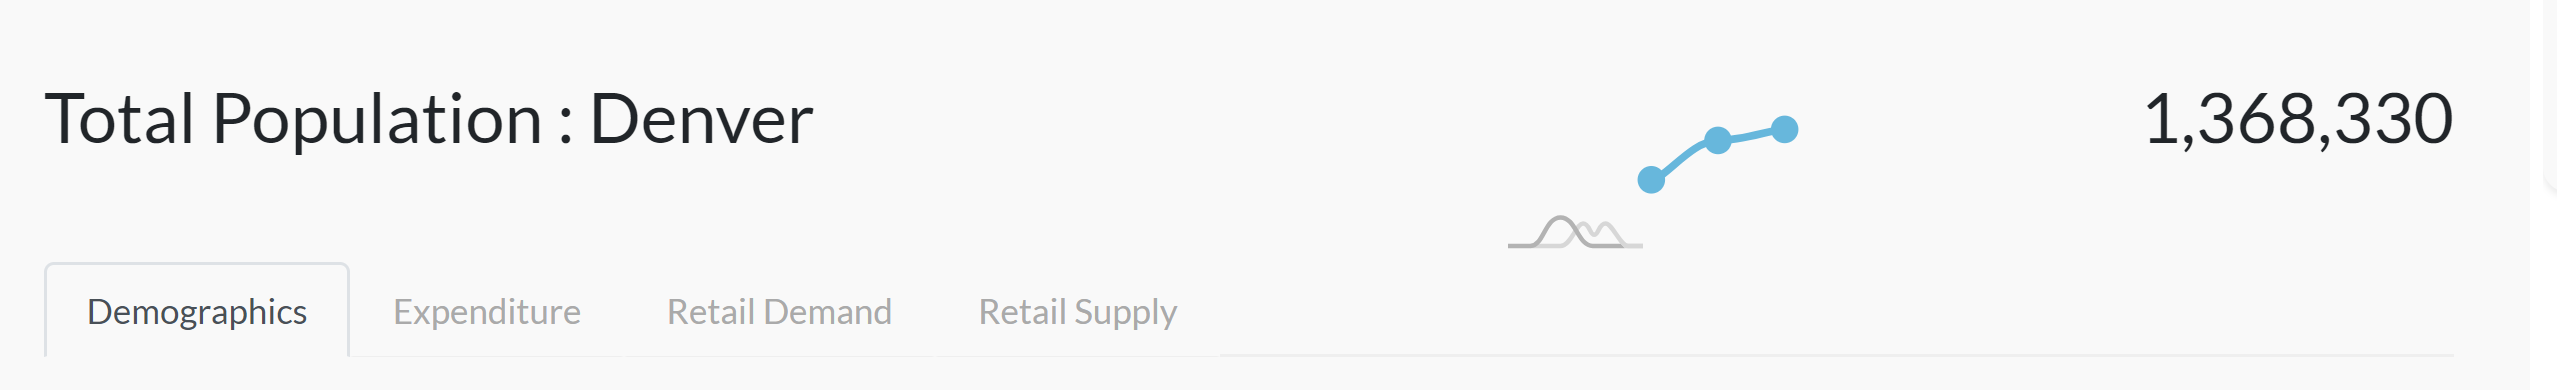 Total Population : Denver 1,368,330
Demographics Expenditure Retail Demand Retail Supply